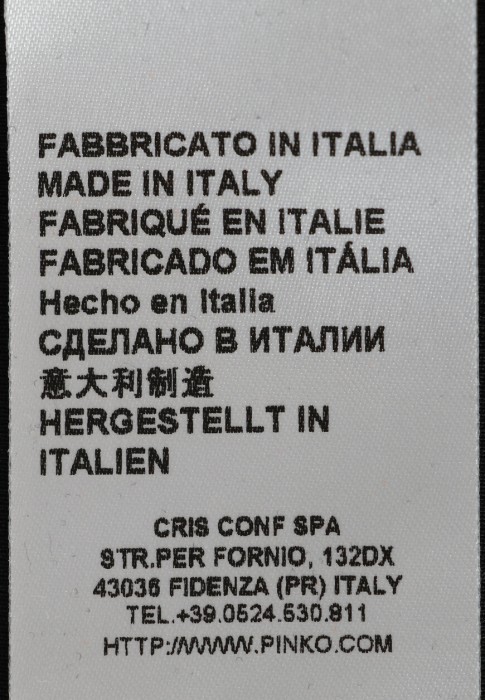 FABBRICATO IN ITALIA
MADE IN ITALY
FABRIQUÉ EN ITALIE
FABRICADO EM ITÁLIA
Hecho en Italia
СДЕЛАНО В ИТАЛИИ
意大利制造
HERGESTELLT IN
ITALIEN
CRIS CONF SPA
STR.PER FORNIO, 132DX
43036 FIDENZA (PR) ITALY
TEL.+39.0524.530.811
HTTP://WWW.PINKO.COM